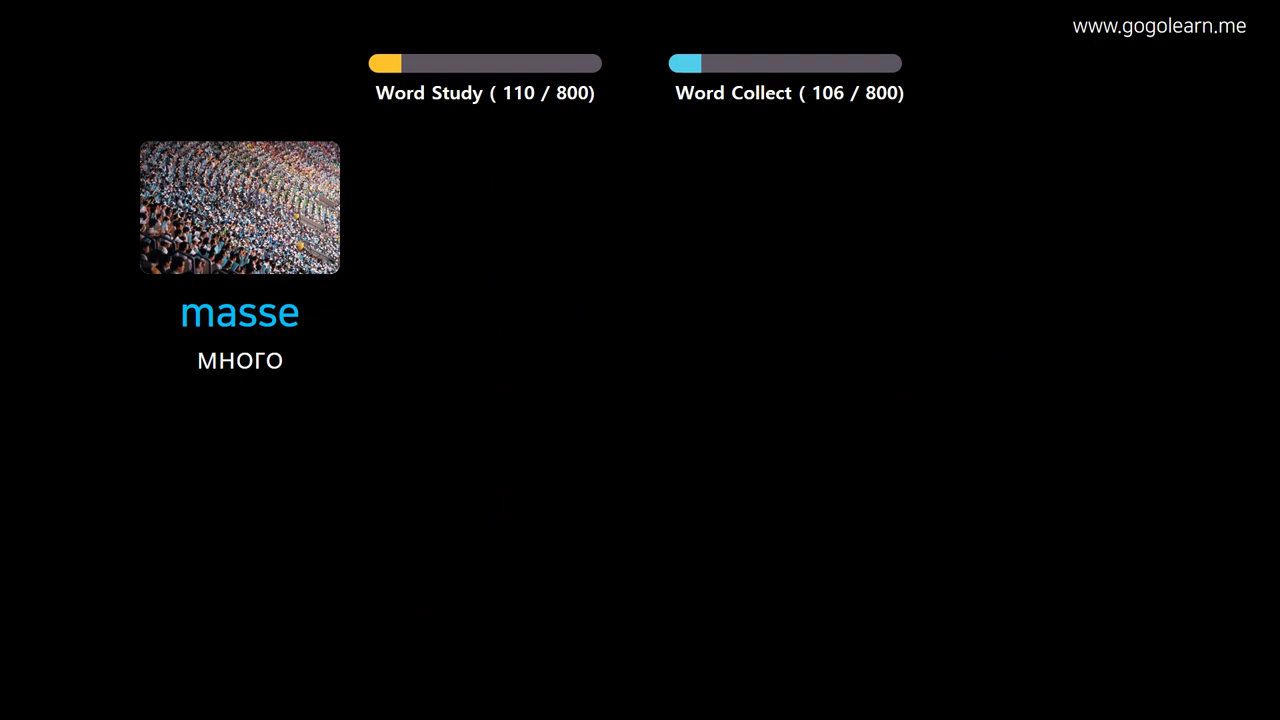 www.gogolearn.me
Word Study ( 110 / 800)
Word Collect ( 106 / 800)
masse
много